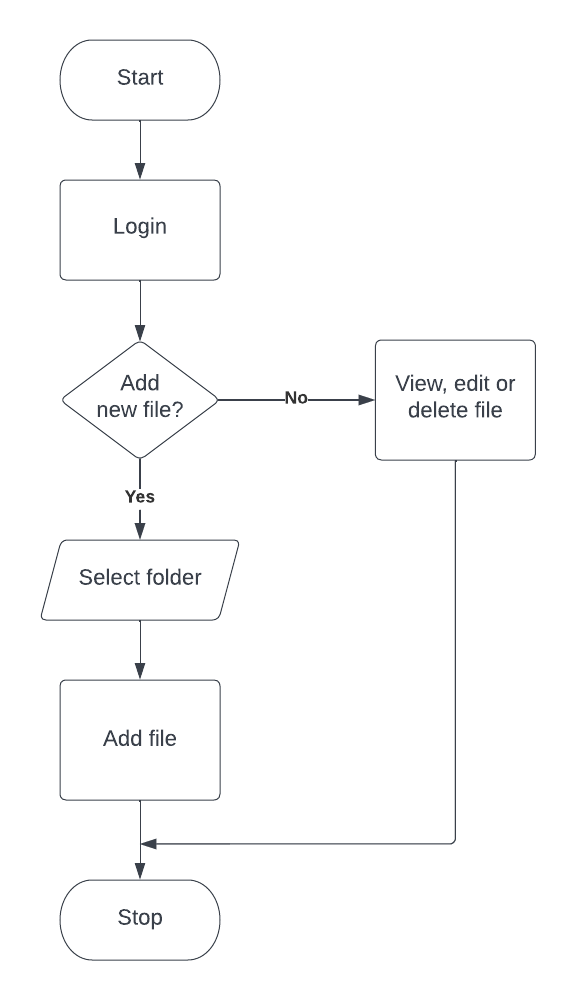 Start
Login
Add
new file?
No
View, edit or
delete file
Yes
Select folder
Add file
Stop